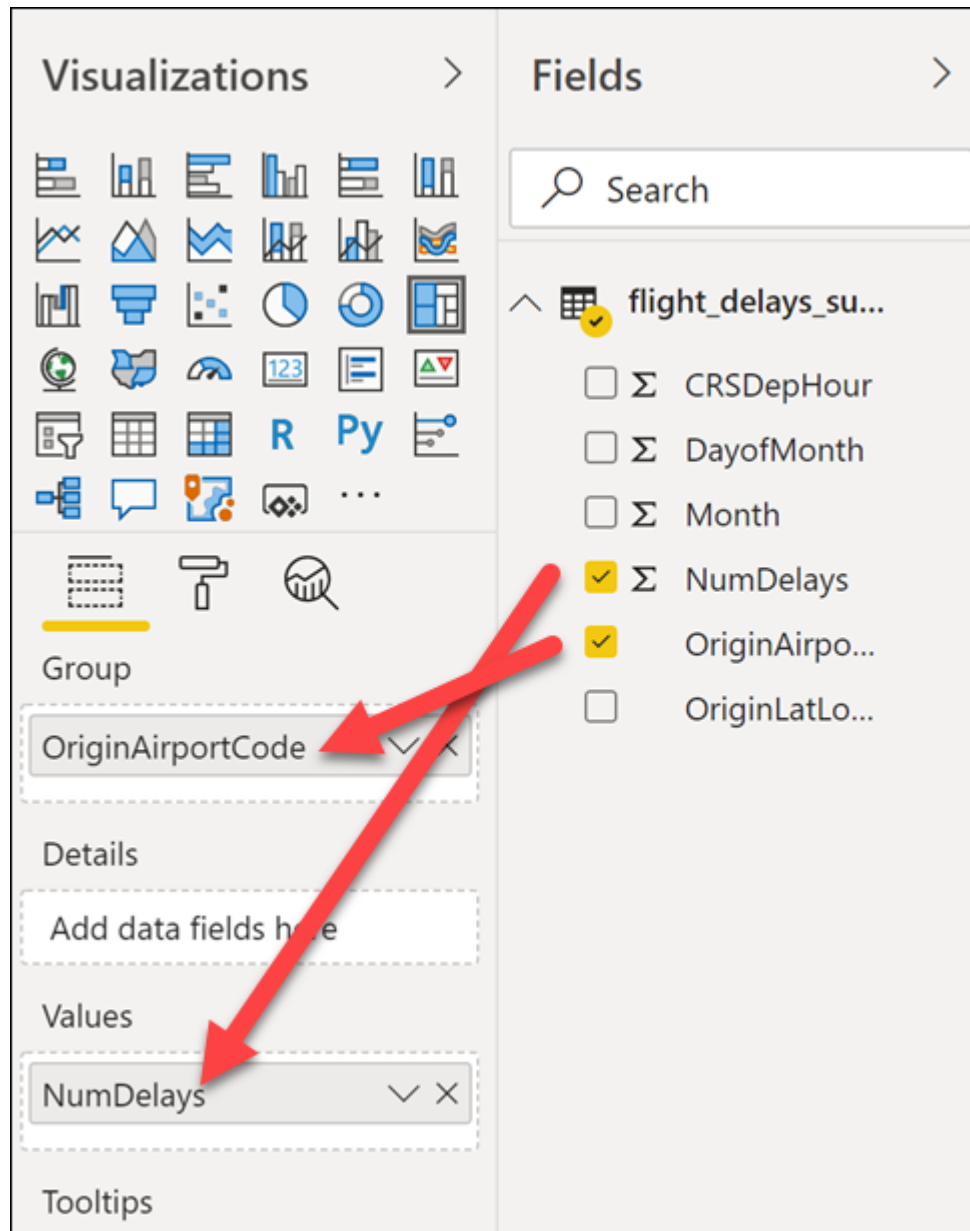 Visualizations
123
R
Py
Group
OriginAirportCode
Details
Add data fields here
Values
NumDelays
Tooltips
Fields
Search
flight_delays_su...
Σ CRSDepHour
Σ DayofMonth
Σ Month
Σ NumDelays
OriginAirpo...
OriginLatLo...